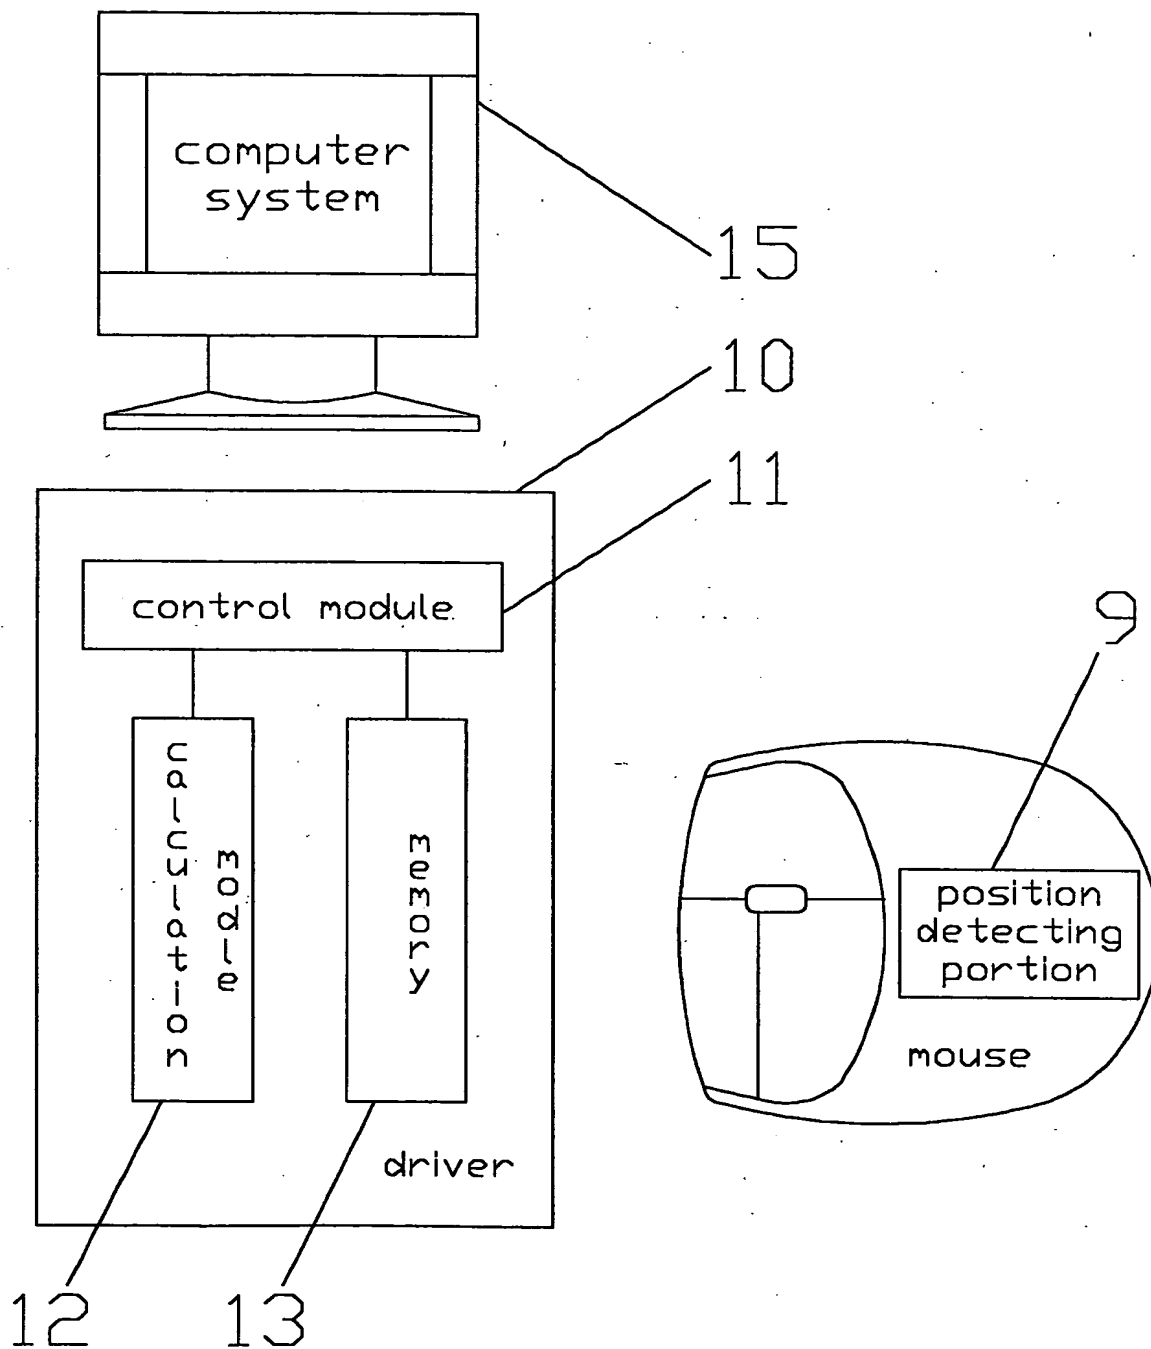 computer
system
15
10
11
control module
9
calculation
modle
memory
position
detecting
portion
mouse
driver
12
13